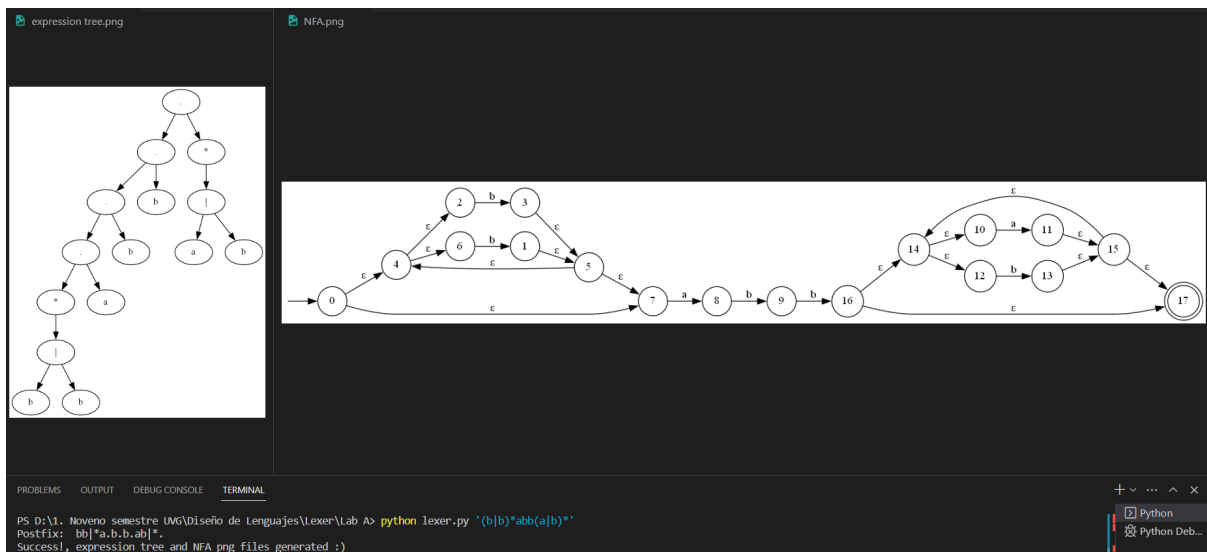 expression tree.png
NFA.png
.
. *
. b |
. b a b
* a
|
b b
ε
2 b 3
ε ε
10 a 11
4 ε 6 b 1 ε 5
14 ε ε 15
ε
ε ε
12 b 13
ε ε ε ε
0 7 a 8 b 9 b 16 17
ε ε
PROBLEMS OUTPUT DEBUG CONSOLE TERMINAL
PS D:\1. Noveno semestre UVG\Diseño de Lenguajes\Lexer\Lab A> python lexer.py '(b|b)*abb(a|b)*'
Postfix:  bb|*a.b.b.ab|*.
Success!, expression tree and NFA png files generated :)
Python
Python Deb...